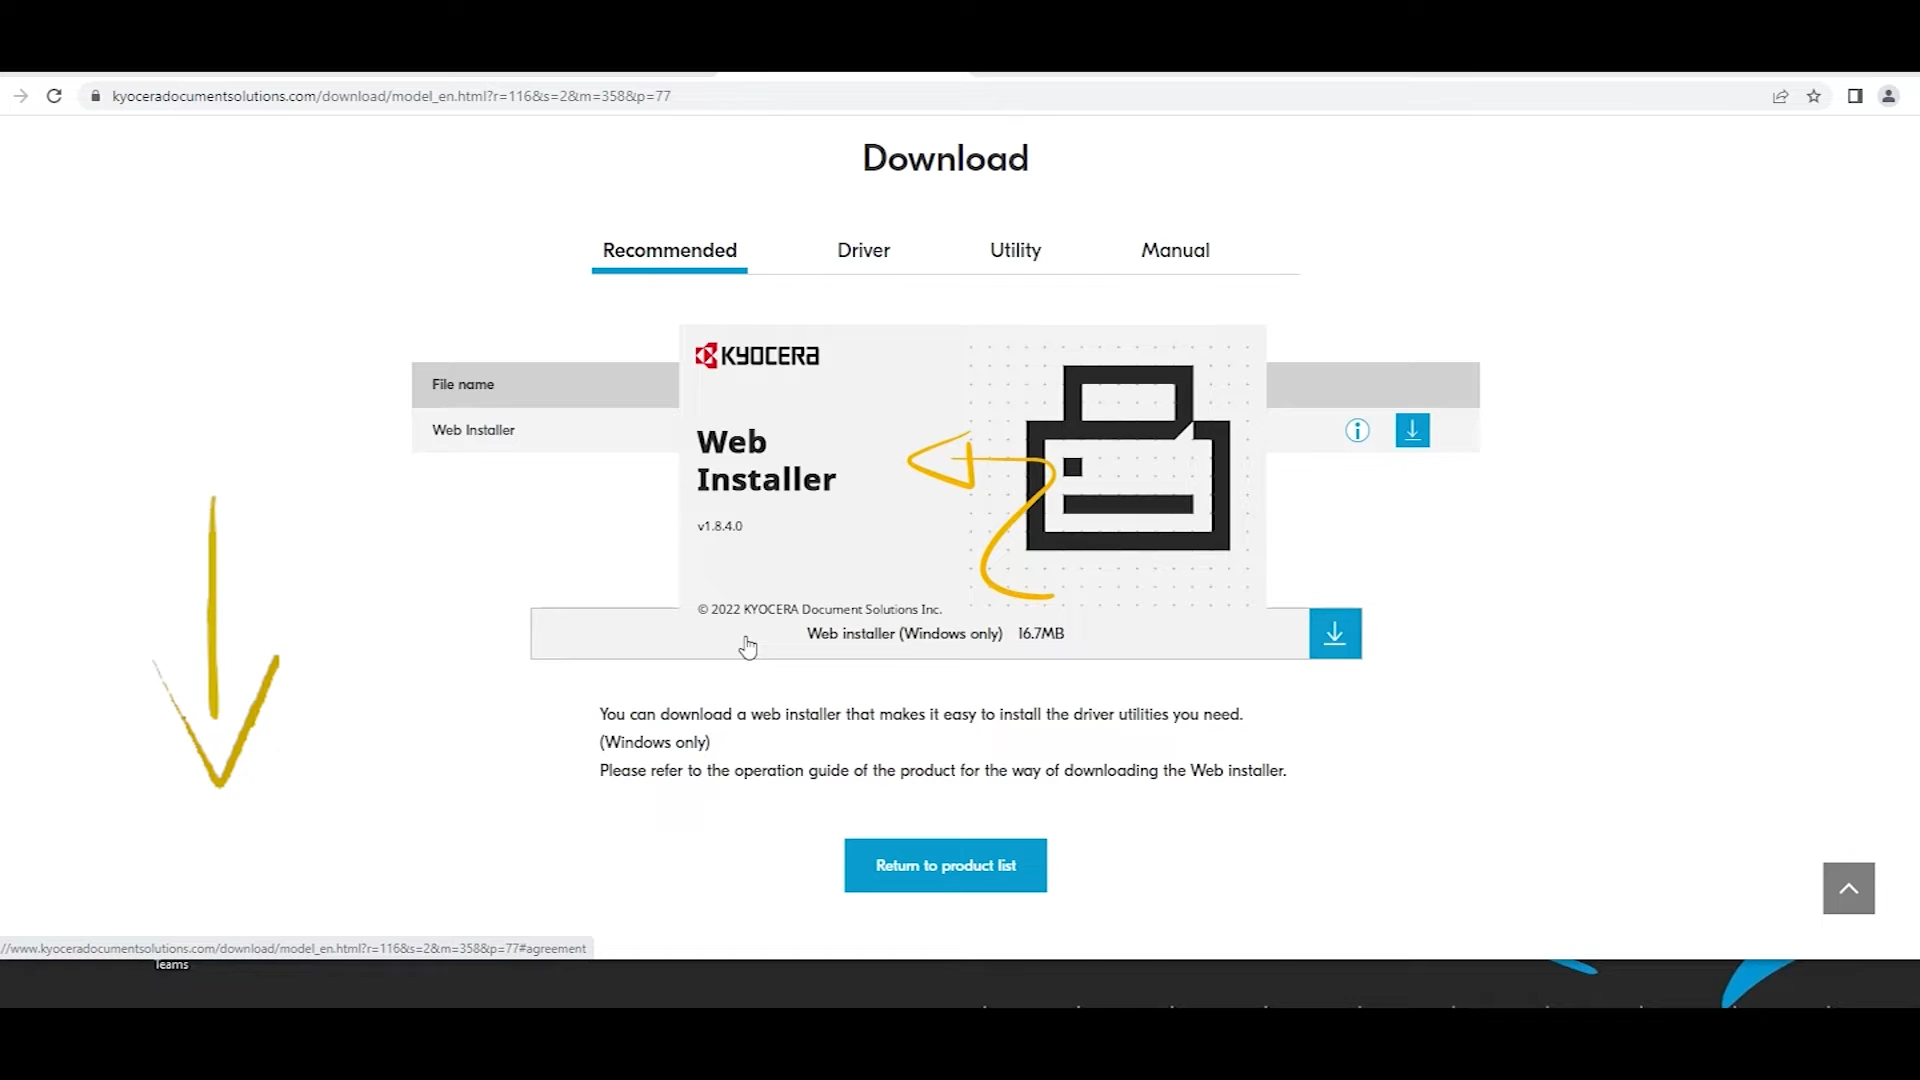 kyoceradocumentsolutions.com/download/model_en.html?r=116&s=2&m=358&p=77
Download
Recommended Driver Utility Manual
KYOCERA
File name
Web Installer
Web
Installer
v1.8.4.0
© 2022 KYOCERA Document Solutions Inc.
Web installer (Windows only) 16.7MB
You can download a web installer that makes it easy to install the driver utilities you need.
(Windows only)
Please refer to the operation guide of the product for the way of downloading the Web installer.
Return to product list
//www.kyoceradocumentsolutions.com/download/model_en.html?r=116&s=2&m=358&p=77#agreement
Teams